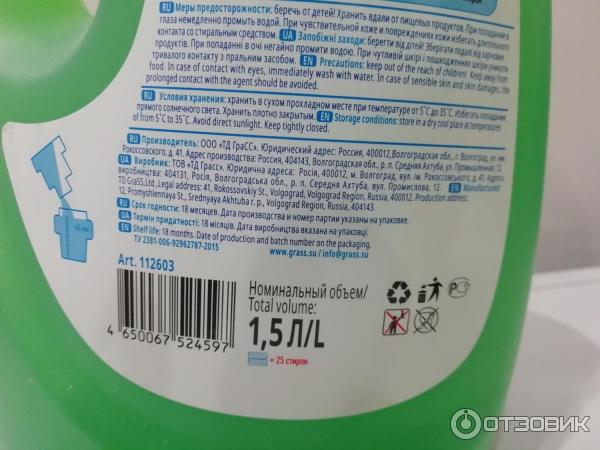 RU Меры предосторожности: беречь от детей! Хранить вдали от пищевых продуктов. При попадании в
глаза немедленно промыть водой. При чувствительной коже и повреждениях кожи избегать длительного
контакта со стиральным средством. UA Запобіжні заходи: берегти від дітей! Зберігати подалі від харчових
продуктів. При попаданні в очі негайно промити водою. При чутливій шкірі і пошкодженнях шкіри уникати
тривалого контакту з пральним засобом. EN Precautions: keep out of the reach of children! Keep away from
food. In case of contact with eyes, immediately wash with water. In case of sensible skin and skin damages, the
prolonged contact with the agent should be avoided.
RU Условия хранения: хранить в сухом прохладном месте при температуре от 5˚С до 35˚С. Избегать попадания
прямого солнечного света. Хранить плотно закрытым. EN Storage conditions: store in a dry cool place at temperatures
of from 5˚C to 35˚C. Avoid direct sunlight. Keep tightly closed.
RU Производитель: ООО «ТД ГраСС». Юридический адрес: Россия, 400012, Волгоградская обл., г. Волгоград, ул. им.
Рокоссовского, д. 41. Адрес производства: Россия, 404143, Волгоградская обл., р. п. Средняя Ахтуба, ул. Промышленная, 12.
UA Виробник: ТОВ «ТД ГраСС». Юридична адреса: Росія, 400012, м. Волгоград, вул. ім. Рокоссовського, д. 41. Адреса
виробництва: 404131, Росія, Волгоградська обл., р. п. Середня Ахтуба, вул. Промислова, 12. EN Manufactured:
TD GraSS,Ltd.,Legal address: 41, Rokossovskiy St., Volgograd, Volgograd Region, Russia, 400012. Production address:
12, Promyshlennaya St., Srednyaya Akhtuba r. p., Volgograd Region, Russia, 404143.
RU Срок годности: 18 месяцев. Дата производства и номер партии указаны на упаковке.
UA Термін придатності: 18 місяців. Дата виробництва вказана на упаковці.
EN Shelf life: 18 months. Date of production and batch number on the packaging.
ТУ 2381-006-92962787-2015
www.grass.su / info@grass.su
60 мл
Art. 112603
4 650067 524597
Номинальный объем/
Total volume:
1,5 Л/L
= 25 стирок
РСТ
ОТЗОВИК